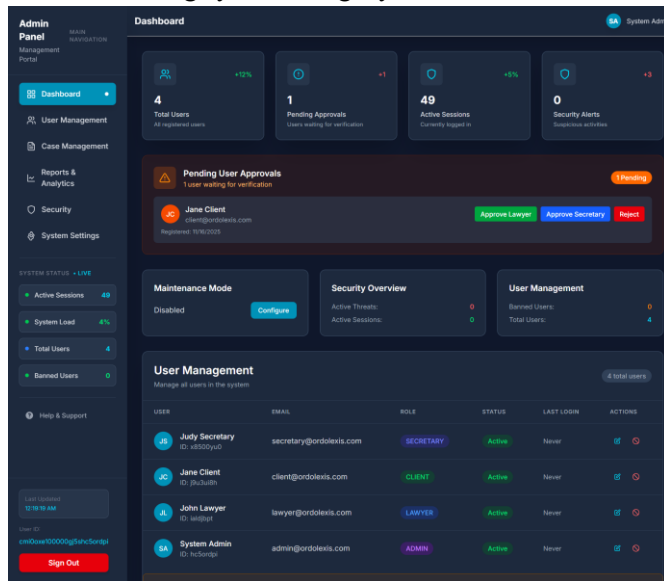 Admin
Panel
MAIN
NAVIGATION
Management
Portal
Dashboard
User Management
Case Management
Reports &
Analytics
Security
System Settings
SYSTEM STATUS • LIVE
Active Sessions 49
System Load 4%
Total Users 4
Banned Users 0
Help & Support
Last Updated
12:18:18 AM
User ID
Sign Out
Dashboard
SA System Adm
+12%
4
Total Users
All registered users
+1
1
Pending Approvals
Users waiting for verification
+5%
49
Active Sessions
Currently logged in
+3
0
Security Alerts
Suspicious activities
Pending User Approvals
1 user waiting for verification
1 Pending
JC Jane Client
client@ordolexis.com
Registered: 11/16/2025
Approve Lawyer Approve Secretary Reject
Maintenance Mode
Disabled Configure
Security Overview
Active Threats: 0
Active Sessions: 0
User Management
Banned Users: 0
Total Users: 4
User Management
Manage all users in the system
4 total users
USER EMAIL ROLE STATUS LAST LOGIN ACTIONS
JS Judy Secretary secretary@ordolexis.com SECRETARY Active Never
ID: x8500yu0
JC Jane Client client@ordolexis.com CLIENT Active Never
ID: j9u3ui8h
JL John Lawyer lawyer@ordolexis.com LAWYER Active Never
SA System Admin admin@ordolexis.com ADMIN Active Never
ID: hc5ordpi